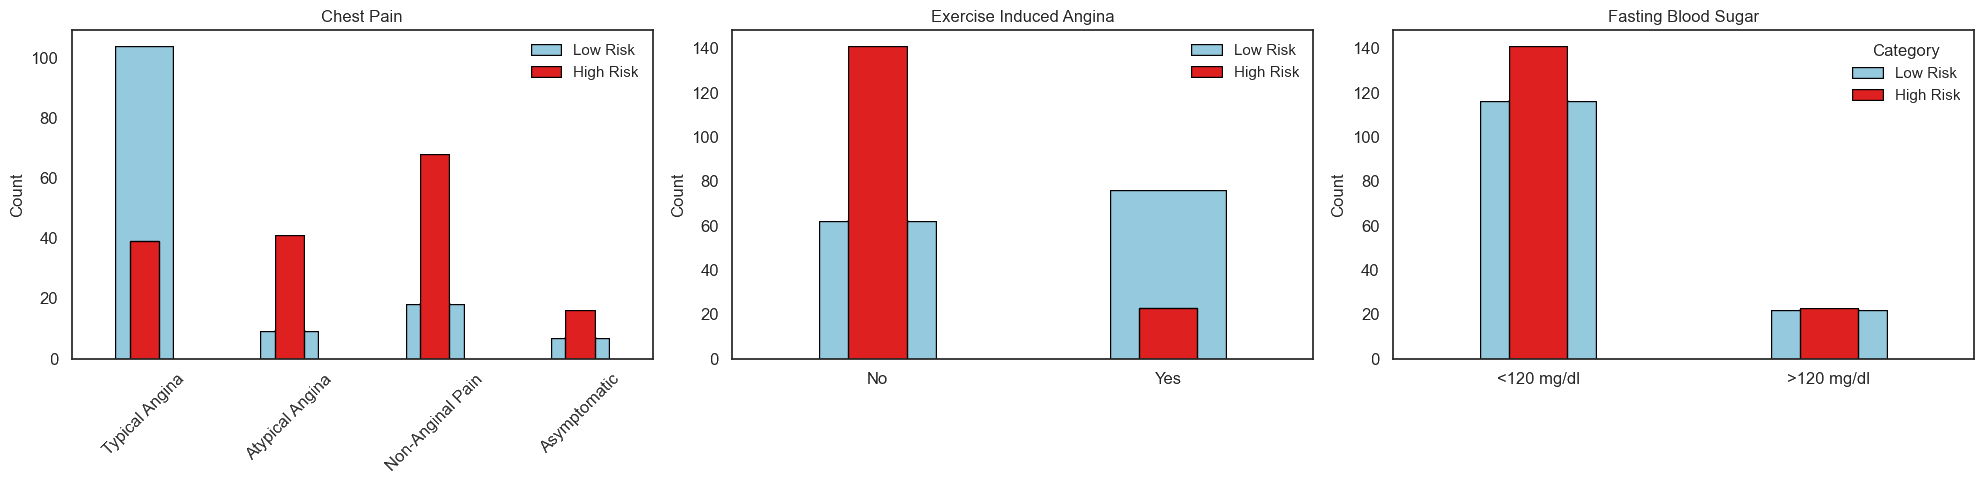 Chest Pain
Count
100
80
60
40
20
0
Low Risk
High Risk
Typical Angina
Atypical Angina
Non-Anginal Pain
Asymptomatic
Exercise Induced Angina
Count
140
120
100
80
60
40
20
0
Low Risk
High Risk
No
Yes
Fasting Blood Sugar
Count
140
120
100
80
60
40
20
0
Category
Low Risk
High Risk
<120 mg/dl
>120 mg/dl